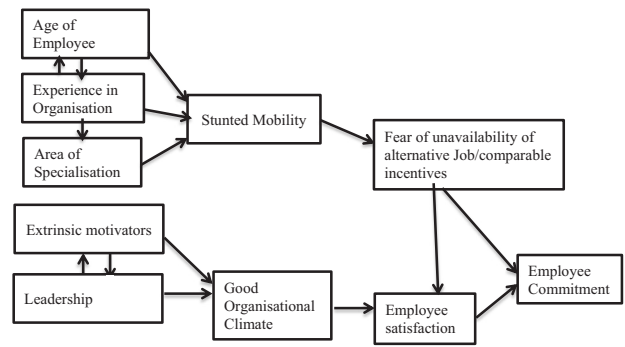 Age of
Employee
Experience in
Organisation
Area of
Specialisation
Stunted Mobility
Fear of unavailability of
alternative Job/comparable
incentives
Extrinsic motivators
Leadership
Good
Organisational
Climate
Employee
satisfaction
Employee
Commitment